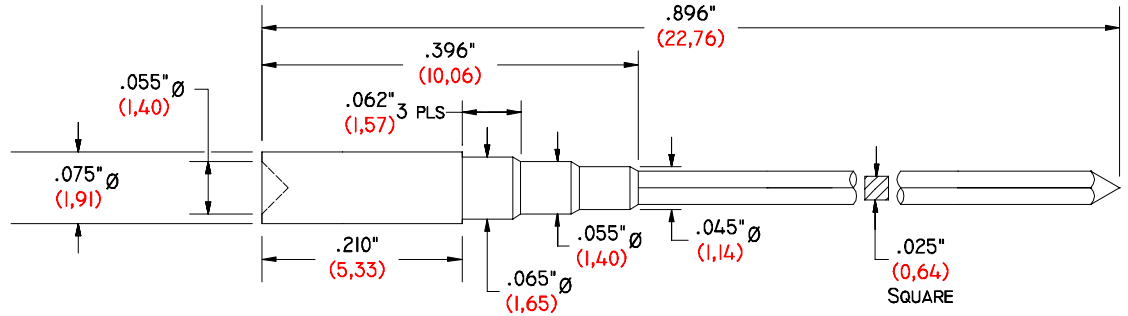 .896"
(22,76)
.396"
(10,06)
.055"Ø
(1,40)
.062"
(1,57)
3 PLS
.075"Ø
(1,91)
.210"
(5,33)
.065"Ø
(1,65)
.055"Ø
(1,40)
.045"Ø
(1,14)
.025"
(0,64)
SQUARE